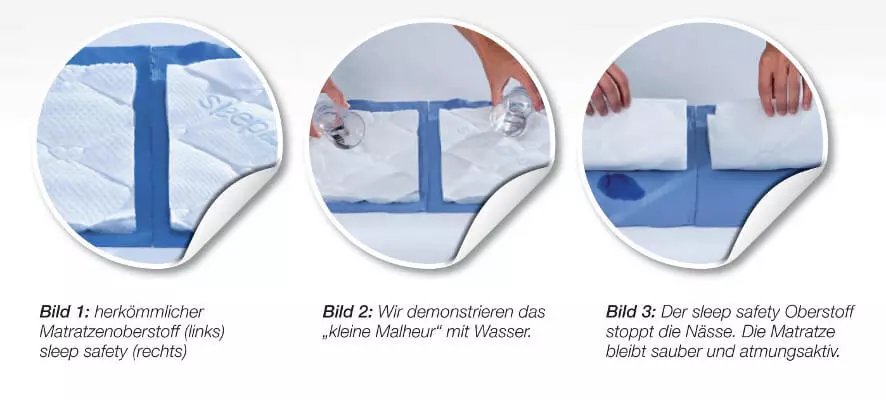 sleep
Bild 1: herkömmlicher
Matratzenoberstoff (links)
sleep safety (rechts)
Bild 2: Wir demonstrieren das
„kleine Malheur“ mit Wasser.
Bild 3: Der sleep safety Oberstoff
stoppt die Nässe. Die Matratze
bleibt sauber und atmungsaktiv.